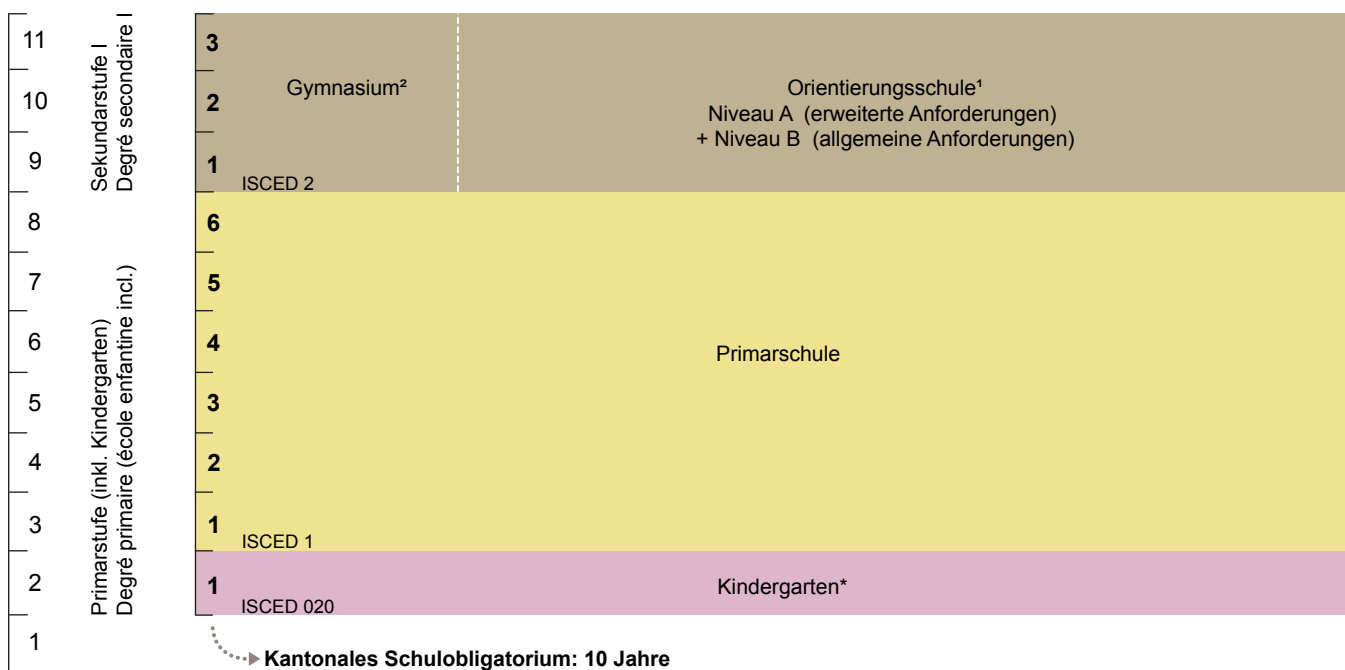 11
10
9
8
7
6
5
4
3
2
1
Sekundarstufe I
Degré secondaire I
Primarstufe (inkl. Kindergarten)
Degré primaire (école enfantine incl.)
3
2
1
6
5
4
3
2
1
1
Gymnasium²
Orientierungsschule¹
Niveau A (erweiterte Anforderungen)
+ Niveau B (allgemeine Anforderungen)
ISCED 2
Primarschule
ISCED 1
Kindergarten*
ISCED 020
Kantonales Schulobligatorium: 10 Jahre